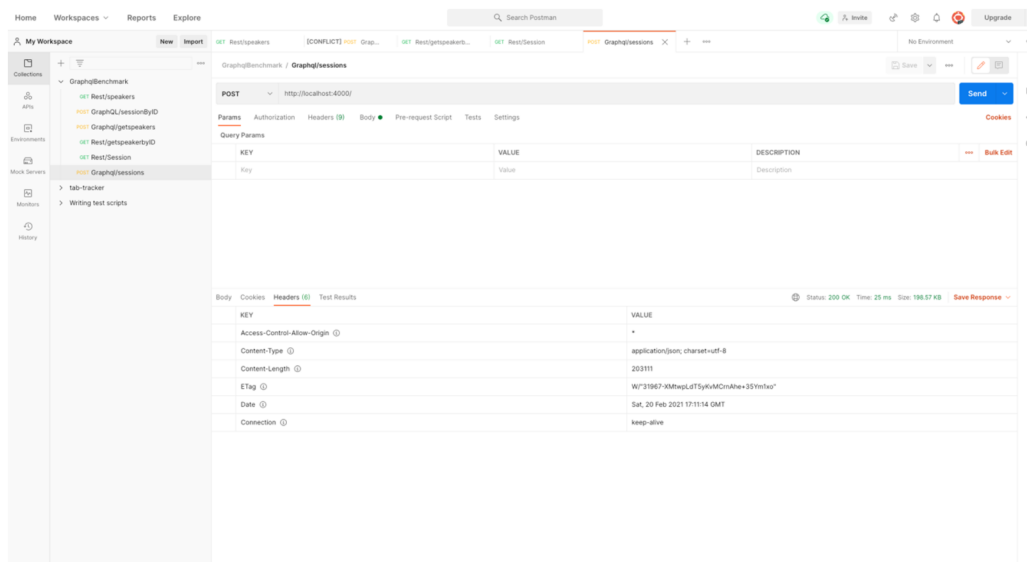 Home Workspaces Reports Explore Search Postman Invite Upgrade
My Workspace New Import GET Rest/speakers [CONFLICT] POST Grap... GET Rest/getspeakerb... GET Rest/Session POST Graphql/sessions No Environment
Collections
APIs
Environments
Mock Servers
Monitors
History
GraphqlBenchmark
GET Rest/speakers
POST GraphQL/sessionByID
POST Graphql/getspeakers
GET Rest/getspeakerbyID
GET Rest/Session
POST Graphql/sessions
tab-tracker
Writing test scripts
GraphqlBenchmark / Graphql/sessions Save
POST http://localhost:4000/ Send
Params Authorization Headers (9) Body Pre-request Script Tests Settings Cookies
Query Params
KEY VALUE DESCRIPTION Bulk Edit
Key Value Description
Body Cookies Headers (6) Test Results Status: 200 OK Time: 25 ms Size: 198.57 KB Save Response
KEY VALUE
Access-Control-Allow-Origin *
Content-Type application/json; charset=utf-8
Content-Length 203111
ETag W/"31967-XMtwpLdT5yKvMCrnAhe+35Ym1xo"
Date Sat, 20 Feb 2021 17:11:14 GMT
Connection keep-alive